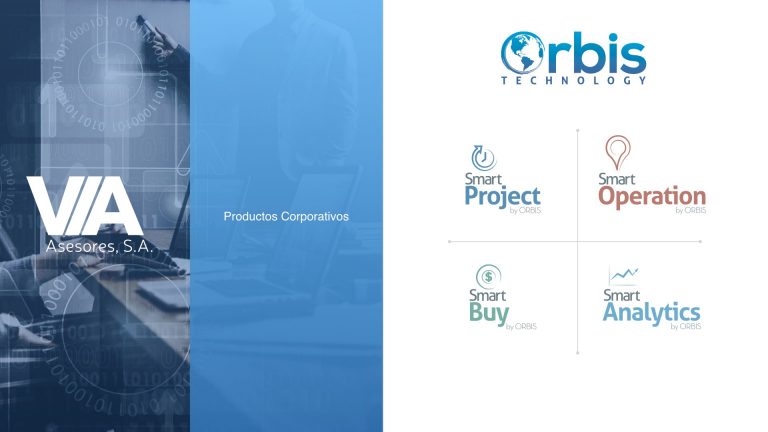 VIA
Asesores, S.A.
Productos Corporativos
Orbis
TECHNOLOGY
Smart
Project
by ORBIS
Smart
Operation
by ORBIS
$
Smart
Buy
by ORBIS
Smart
Analytics
by ORBIS